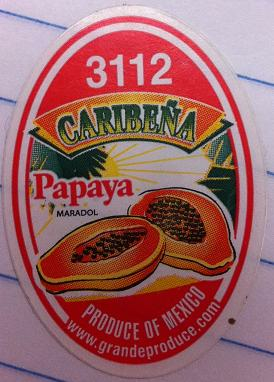 3112
CARIBEÑA
Papaya
MARADOL
PRODUCE OF MEXICO
www.grandeproduce.com